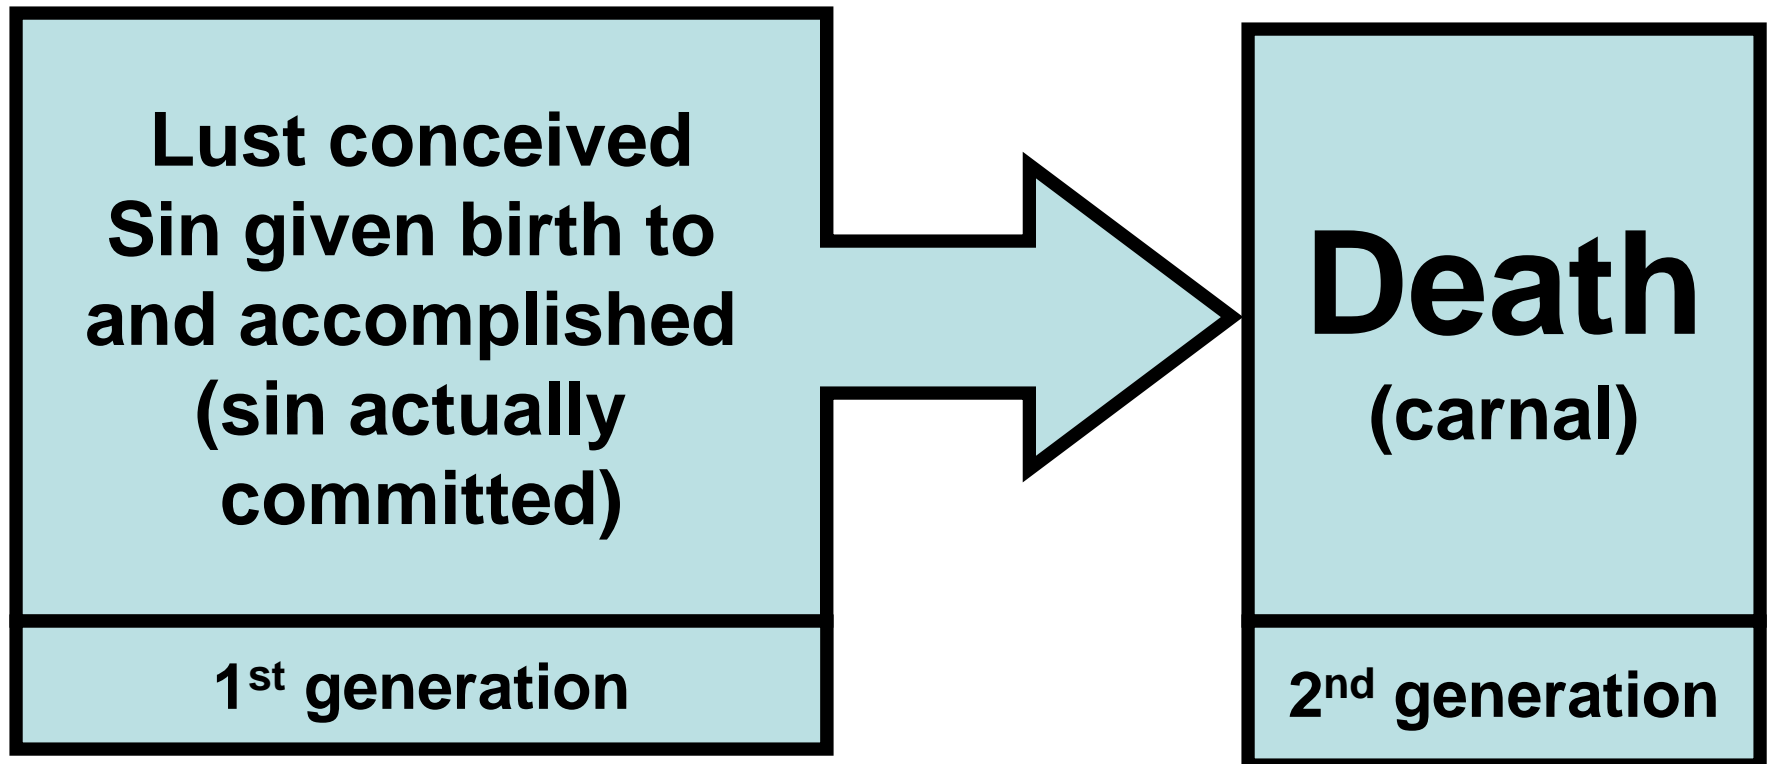 Lust conceived
Sin given birth to
and accomplished
(sin actually
committed)
1st generation
Death
(carnal)
2nd generation